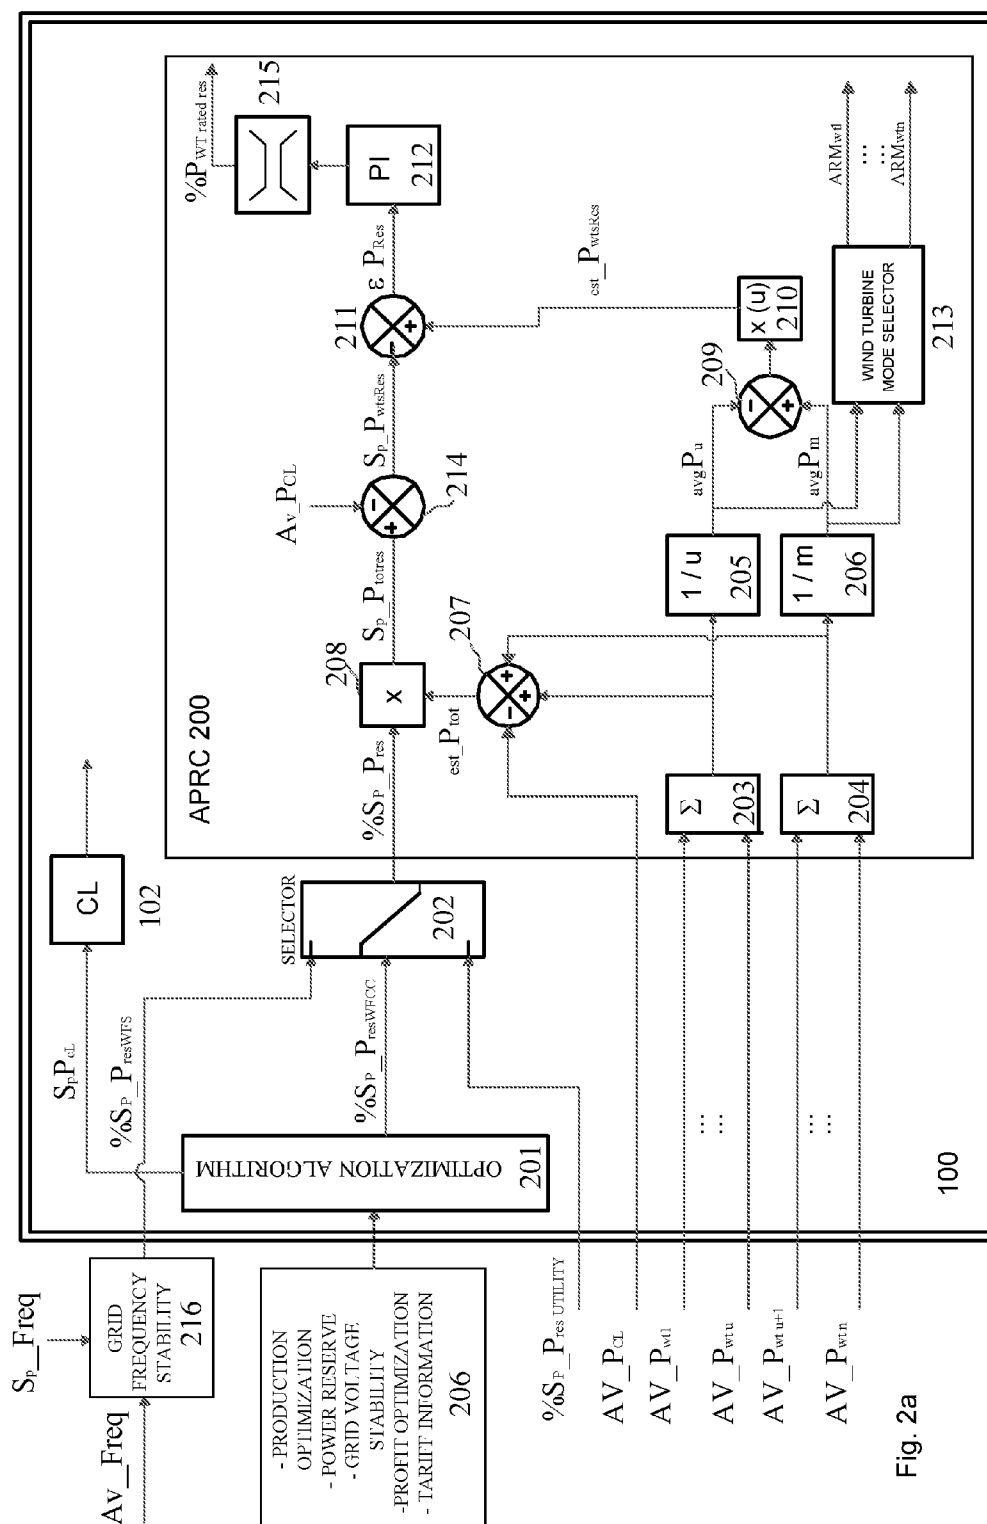 Sp_Freq
Av_Freq
GRID
FREQUENCY
STABILITY
216
- PRODUCTION
OPTIMIZATION
- POWER RESERVE
- GRID VOLTAGE
STABILITY
-PROFIT OPTIMIZATION
- TARIFF INFORMATION
206
%SP_Pres UTILITY
AV_PCL
AV_Pwt1
AV_Pwt u
AV_Pwt u+1
AV_Pwt n
Fig. 2a
100
SpPcL
%SP_PresWFS
OPTIMIZATION ALGORITHM
201
%SP_PresWFCC
CL
102
SELECTOR
202
APRC 200
%SP_Pres
208
X
est_Ptot
207
+
+
−
Σ
203
Σ
204
...
...
...
...
Sp_Ptotres
Av_PCL
+
−
214
Sp_PwtsRes
1 / u
205
1 / m
206
avgPu
avgPm
209
−
+
x (u)
210
est_PwtsRes
211
−
+
ε PRes
PI
212
215
%PWT rated res
WIND TURBINE
MODE SELECTOR
213
ARMwt1
...
...
ARMwtn